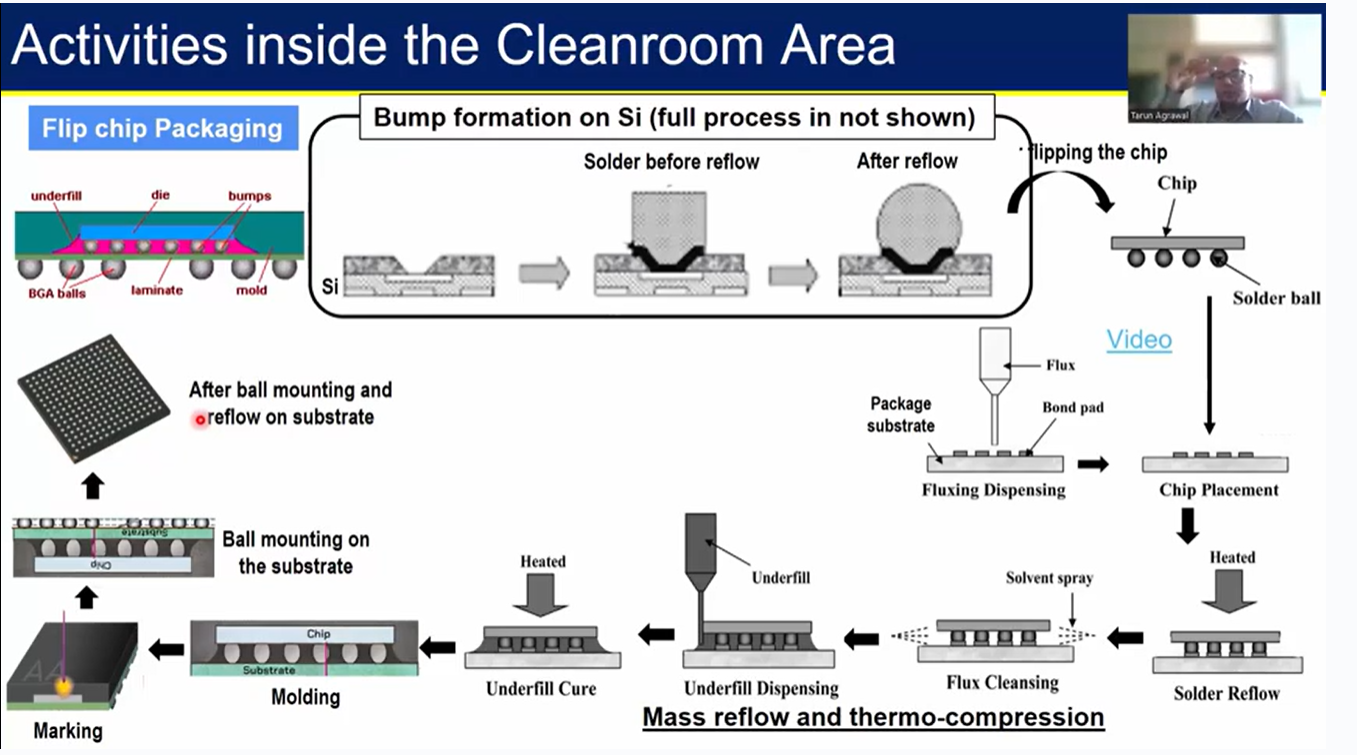 Activities inside the Cleanroom Area
Tarun Agrawal
Flip chip Packaging
Bump formation on Si (full process in not shown)
Solder before reflow
After reflow
flipping the chip
Chip
Solder ball
Si
underfill
die
bumps
BGA balls
laminate
mold
Video
Flux
Package
substrate
Bond pad
Fluxing Dispensing
Chip Placement
After ball mounting and
reflow on substrate
Ball mounting on
the substrate
Substrate
Chip
Heated
Solder Reflow
Solvent spray
Flux Cleansing
Underfill
Underfill Dispensing
Heated
Underfill Cure
Chip
Substrate
Molding
AA
Marking
Mass reflow and thermo-compression